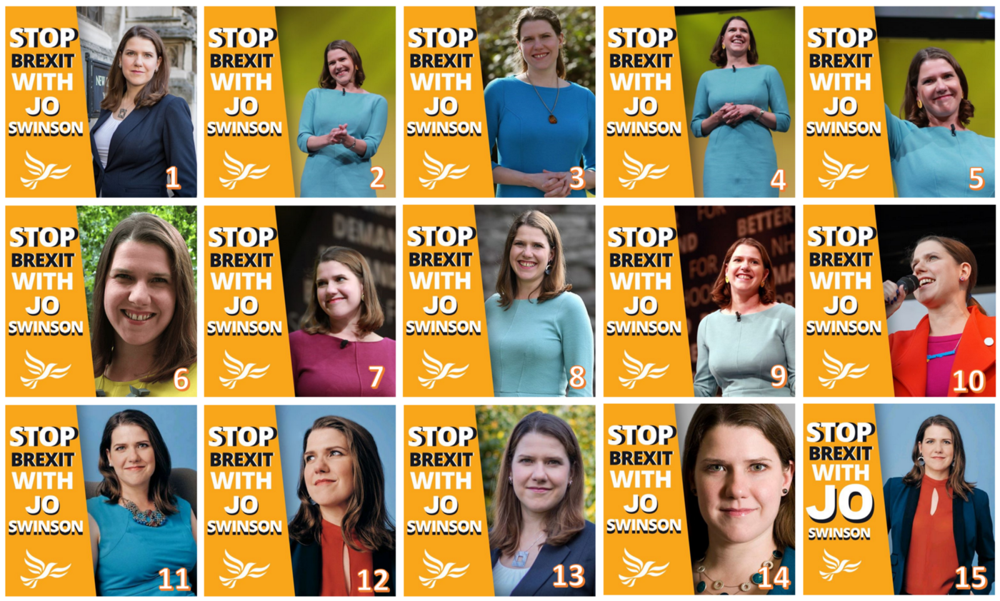 STOP
BREXIT
WITH
JO
SWINSON
NEW
1
STOP
BREXIT
WITH
JO
SWINSON
2
STOP
BREXIT
WITH
JO
SWINSON
3
STOP
BREXIT
WITH
JO
SWINSON
4
STOP
BREXIT
WITH
JO
SWINSON
5
STOP
BREXIT
WITH
JO
SWINSON
6
STOP
BREXIT
WITH
JO
SWINSON
DEMAN
7
STOP
BREXIT
WITH
JO
SWINSON
8
STOP
BREXIT
WITH
JO
SWINSON
FOR BETTER
ND NH
FOR
9
STOP
BREXIT
WITH
JO
SWINSON
10
STOP
BREXIT
WITH
JO
SWINSON
11
STOP
BREXIT
WITH
JO
SWINSON
12
STOP
BREXIT
WITH
JO
SWINSON
13
STOP
BREXIT
WITH
JO
SWINSON
14
STOP
BREXIT
WITH
JO
SWINSON
15